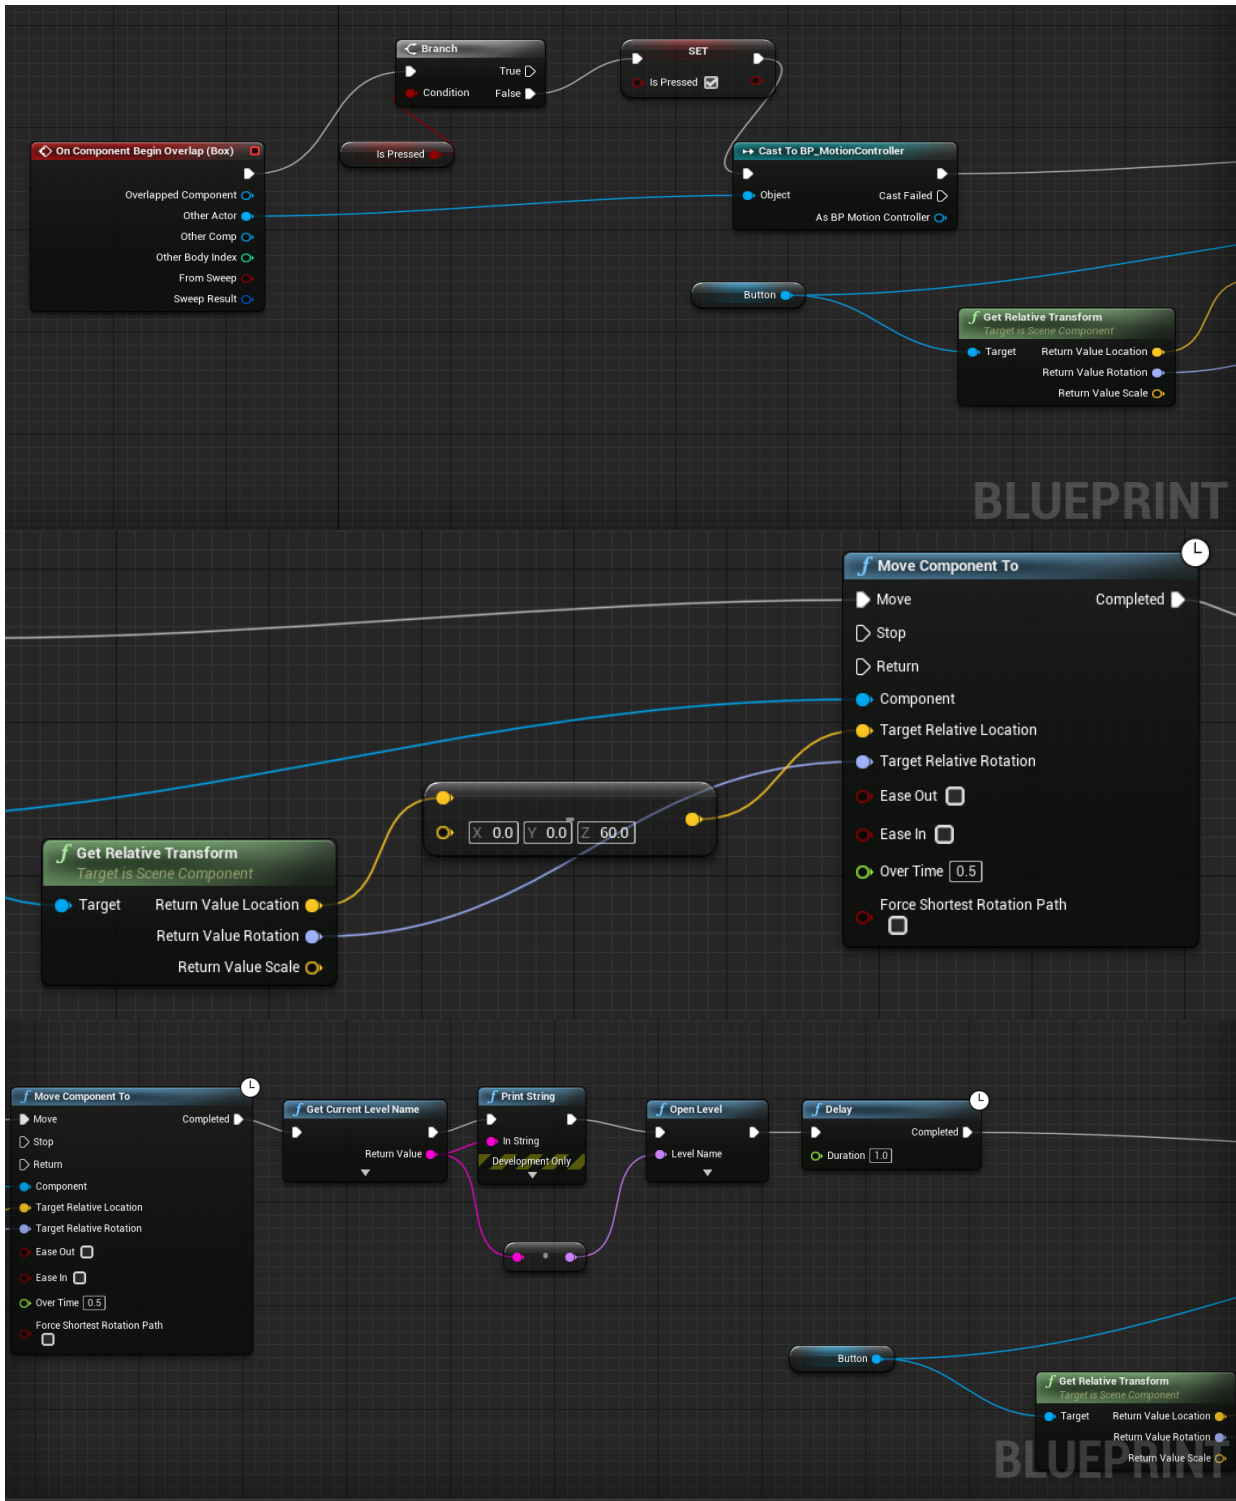 Branch
True
Condition
False
SET
Is Pressed
On Component Begin Overlap (Box)
Is Pressed
Overlapped Component
Other Actor
Other Comp
Other Body Index
From Sweep
Sweep Result
Cast To BP_MotionController
Object
Cast Failed
As BP Motion Controller
Button
Get Relative Transform
Target is Scene Component
Target
Return Value Location
Return Value Rotation
Return Value Scale
BLUEPRINT
Move Component To
Move
Completed
Stop
Return
Component
Target Relative Location
Target Relative Rotation
Ease Out
Ease In
Over Time 0.5
Force Shortest Rotation Path
X 0.0 Y 0.0 Z 60.0
Get Relative Transform
Target is Scene Component
Target
Return Value Location
Return Value Rotation
Return Value Scale
Move Component To
Move
Completed
Stop
Return
Component
Target Relative Location
Target Relative Rotation
Ease Out
Ease In
Over Time 0.5
Force Shortest Rotation Path
Get Current Level Name
Return Value
Print String
In String
Development Only
Open Level
Level Name
Delay
Completed
Duration 1.0
Button
Get Relative Transform
Target is Scene Component
Target
Return Value Location
Return Value Rotation
Return Value Scale
BLUEPRINT